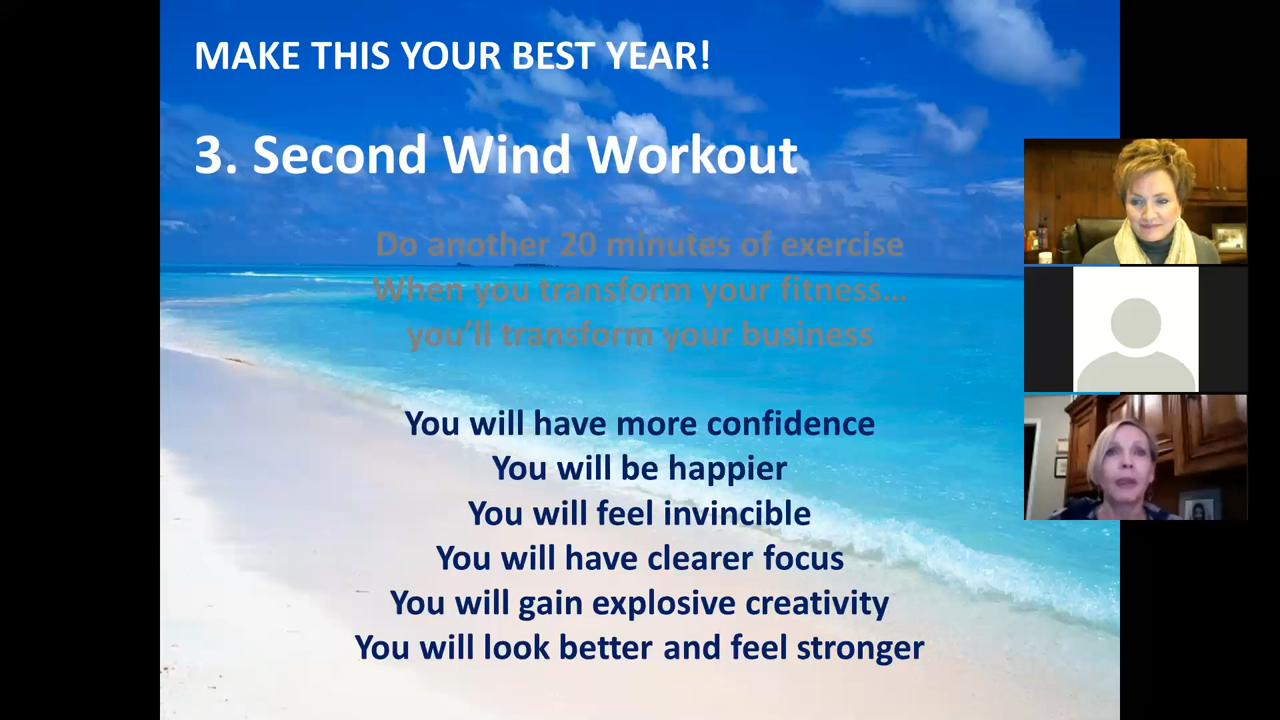 MAKE THIS YOUR BEST YEAR!
3. Second Wind Workout
Do another 20 minutes of exercise
When you transform your fitness...
you'll transform your business
You will have more confidence
You will be happier
You will feel invincible
You will have clearer focus
You will gain explosive creativity
You will look better and feel stronger